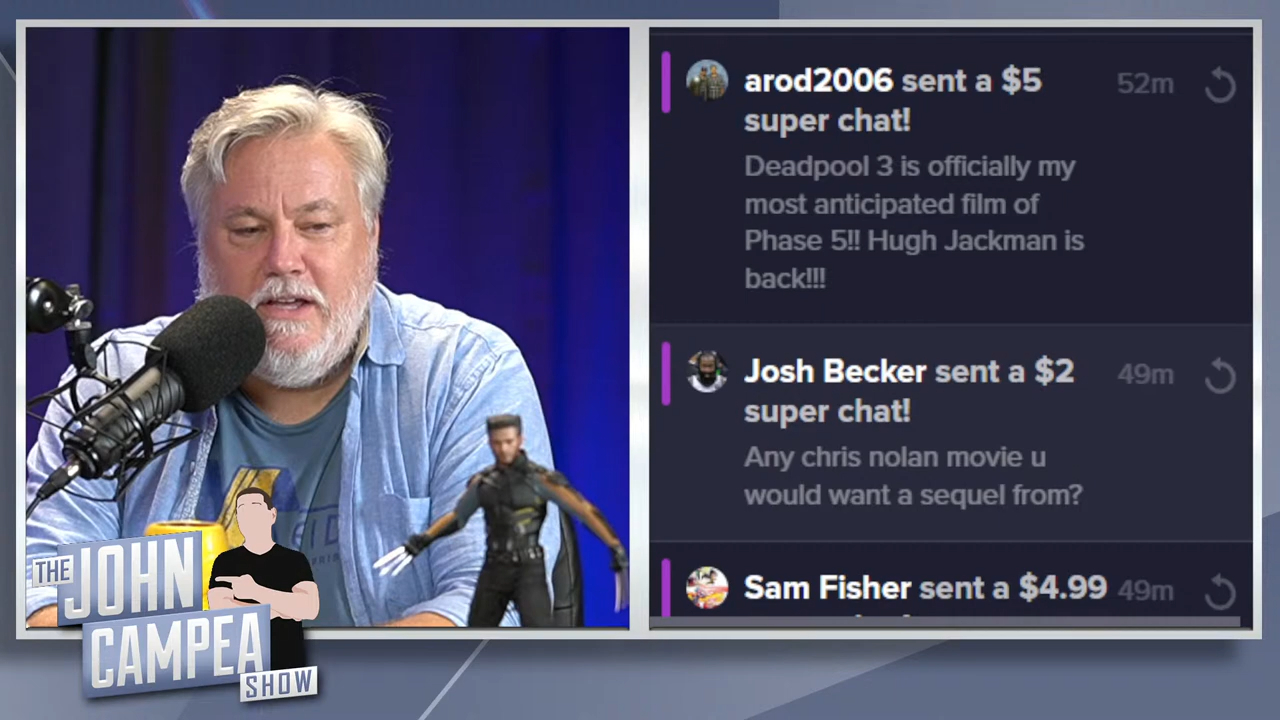 arod2006 sent a $5
super chat!
52m
Deadpool 3 is officially my
most anticipated film of
Phase 5!! Hugh Jackman is
back!!!
Josh Becker sent a $2
super chat!
49m
Any chris nolan movie u
would want a sequel from?
Sam Fisher sent a $4.99
49m
THE
JOHN
CAMPEA
SHOW